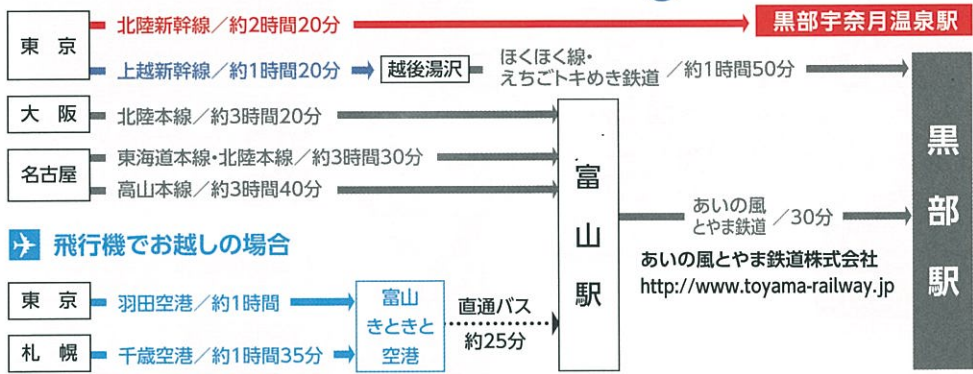 東京
北陸新幹線／約2時間20分
黒部宇奈月温泉駅
上越新幹線／約1時間20分
越後湯沢
ほくほく線・
えちごトキめき鉄道
／約1時間50分
大阪
北陸本線／約3時間20分
名古屋
東海道本線・北陸本線／約3時間30分
高山本線／約3時間40分
富山駅
あいの風
とやま鉄道
／30分
黒部駅
あいの風とやま鉄道株式会社
http://www.toyama-railway.jp
飛行機でお越しの場合
東京
羽田空港／約1時間
札幌
千歳空港／約1時間35分
富山
きときと
空港
直通バス
約25分